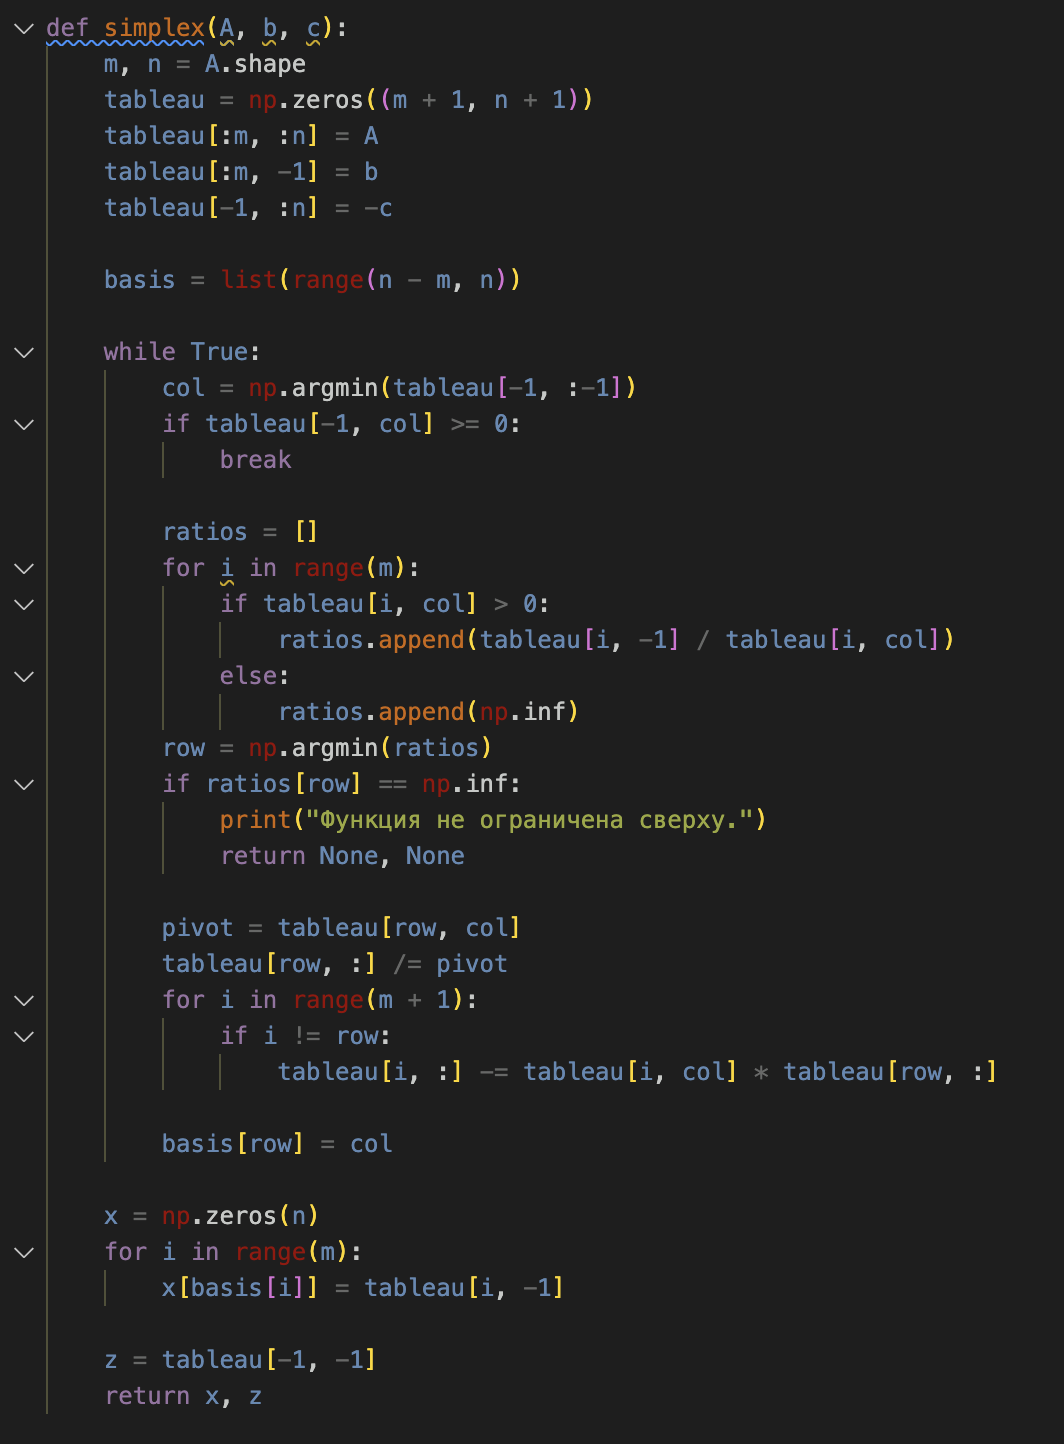 def simplex(A, b, c):
    m, n = A.shape
    tableau = np.zeros((m + 1, n + 1))
    tableau[:m, :n] = A
    tableau[:m, -1] = b
    tableau[-1, :n] = -c

    basis = list(range(n - m, n))

    while True:
        col = np.argmin(tableau[-1, :-1])
        if tableau[-1, col] >= 0:
            break

        ratios = []
        for i in range(m):
            if tableau[i, col] > 0:
                ratios.append(tableau[i, -1] / tableau[i, col])
            else:
                ratios.append(np.inf)
        row = np.argmin(ratios)
        if ratios[row] == np.inf:
            print("Функция не ограничена сверху.")
            return None, None

        pivot = tableau[row, col]
        tableau[row, :] /= pivot
        for i in range(m + 1):
            if i != row:
                tableau[i, :] -= tableau[i, col] * tableau[row, :]

        basis[row] = col

    x = np.zeros(n)
    for i in range(m):
        x[basis[i]] = tableau[i, -1]

    z = tableau[-1, -1]
    return x, z